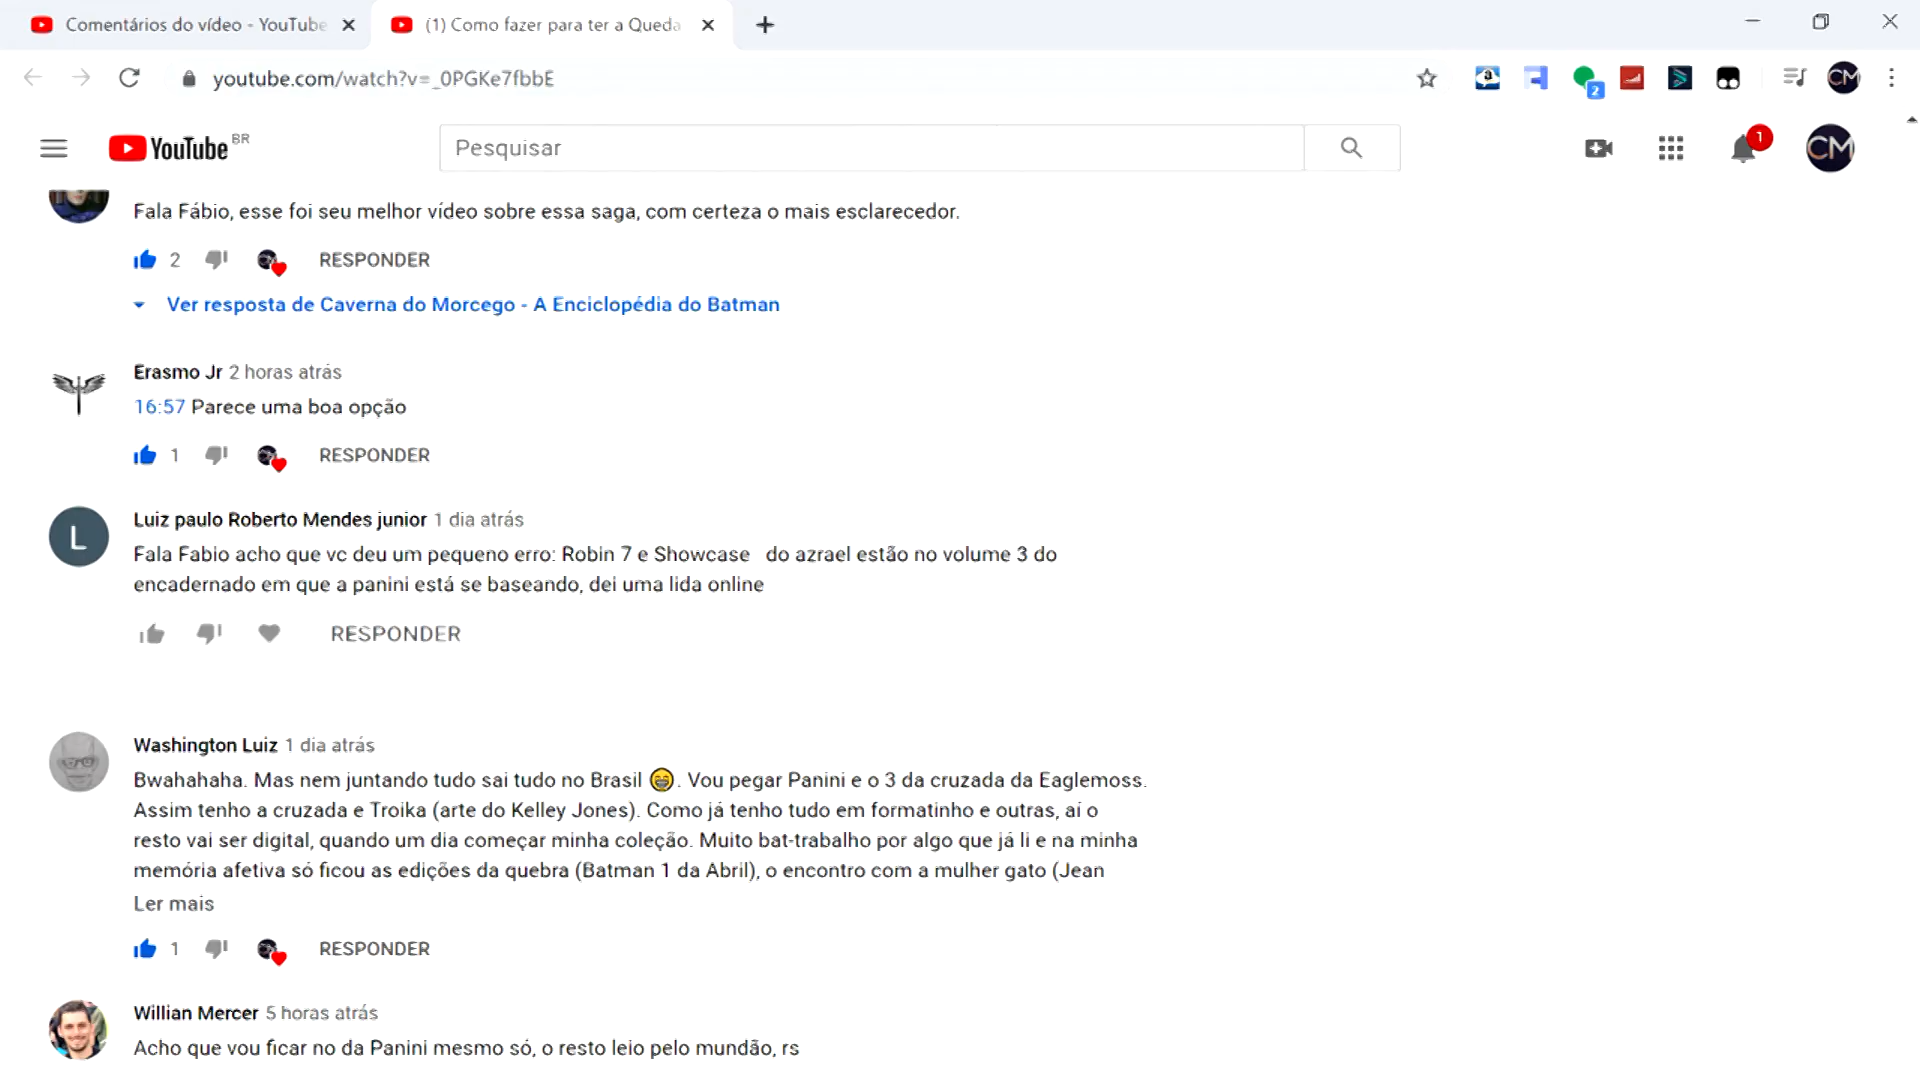 Comentários do vídeo - YouTube
(1) Como fazer para ter a Queda
youtube.com/watch?v=_0PGKe7fbbE
2
YouTube BR
Pesquisar
1
CM
Fala Fábio, esse foi seu melhor vídeo sobre essa saga, com certeza o mais esclarecedor.
2 RESPONDER
Ver resposta de Caverna do Morcego - A Enciclopédia do Batman
Erasmo Jr 2 horas atrás
16:57 Parece uma boa opção
1 RESPONDER
L
Luiz paulo Roberto Mendes junior 1 dia atrás
Fala Fabio acho que vc deu um pequeno erro: Robin 7 e Showcase do azrael estão no volume 3 do
encadernado em que a panini está se baseando, dei uma lida online
RESPONDER
Washington Luiz 1 dia atrás
Bwahahaha. Mas nem juntando tudo sai tudo no Brasil 😁. Vou pegar Panini e o 3 da cruzada da Eaglemoss.
Assim tenho a cruzada e Troika (arte do Kelley Jones). Como já tenho tudo em formatinho e outras, aí o
resto vai ser digital, quando um dia começar minha coleção. Muito bat-trabalho por algo que já li e na minha
memória afetiva só ficou as edições da quebra (Batman 1 da Abril), o encontro com a mulher gato (Jean
Ler mais
1 RESPONDER
Willian Mercer 5 horas atrás
Acho que vou ficar no da Panini mesmo só, o resto leio pelo mundão, rs